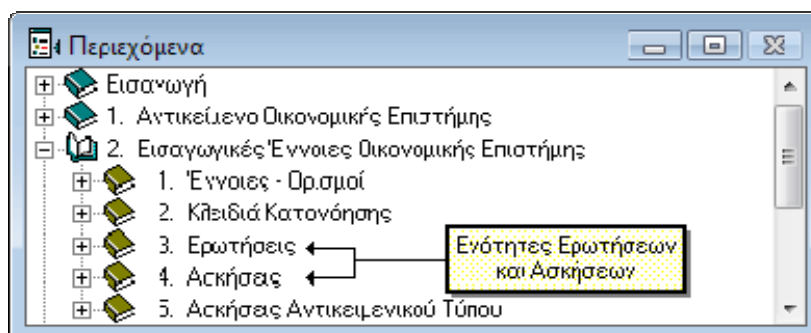 Περιεχόμενα
Εισαγωγή
1. Αντικείμενο Οικονομικής Επιστήμης
2. Εισαγωγικές Έννοιες Οικονομικής Επιστήμης
1. Έννοιες - Ορισμοί
2. Κλειδιά Κατονόησης
3. Ερωτήσεις
4. Ασκήσεις
Ενότητες Ερωτήσεων
και Ασκήσεων
5. Ασκήσεις Αντικειμενικού Τύπου